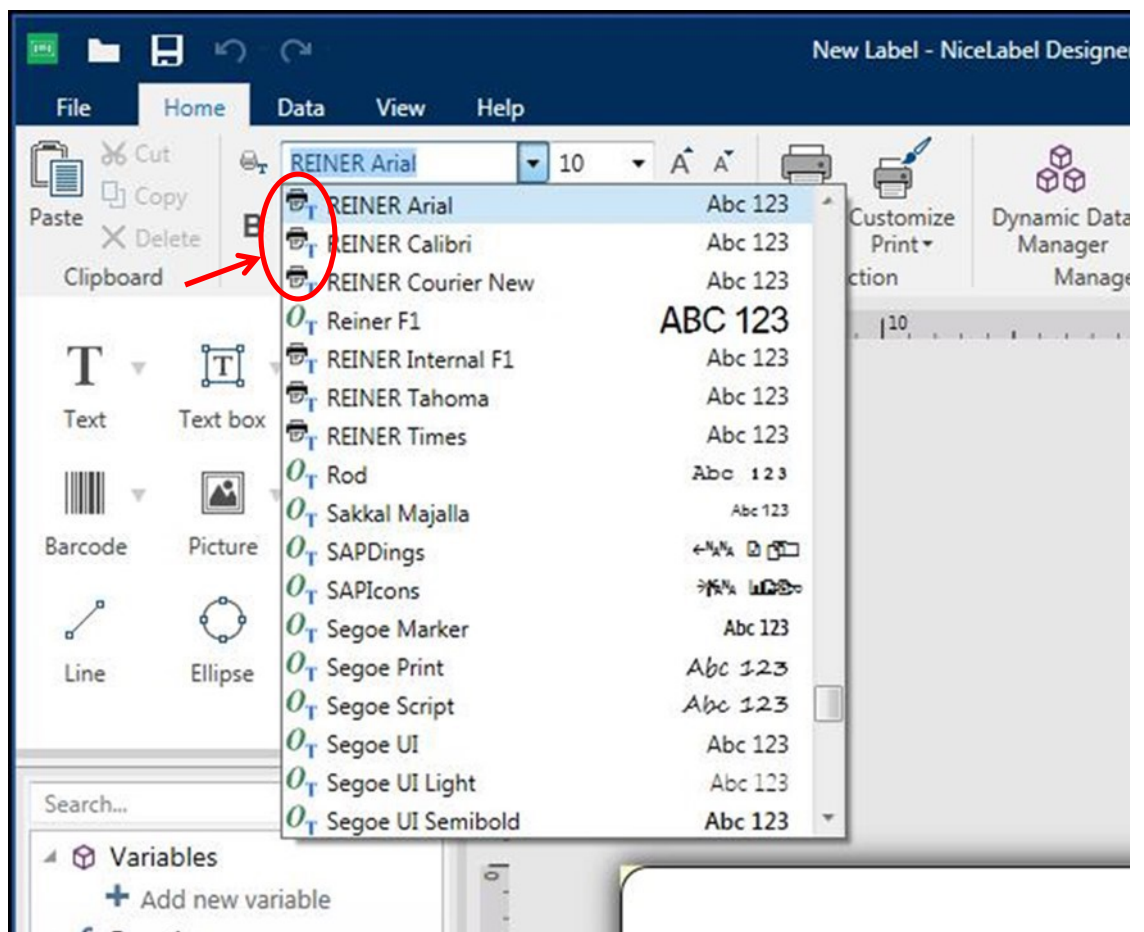 New Label - NiceLabel Designer
File Home Data View Help
Cut
REINER Arial 10
Copy
Paste
Delete
B
Clipboard
Customize
Print
ction
Dynamic Data
Manager
Manage
REINER Arial Abc 123
REINER Calibri Abc 123
REINER Courier New Abc 123
Reiner F1 ABC 123
REINER Internal F1 Abc 123
REINER Tahoma Abc 123
REINER Times Abc 123
Rod Abc 123
Sakkal Majalla Abc 123
SAPDings
SAPIcons
Segoe Marker Abc 123
Segoe Print Abc 123
Segoe Script Abc 123
Segoe UI Abc 123
Segoe UI Light Abc 123
Segoe UI Semibold Abc 123
10
Text Text box
Barcode Picture
Line Ellipse
Search...
Variables
Add new variable
0